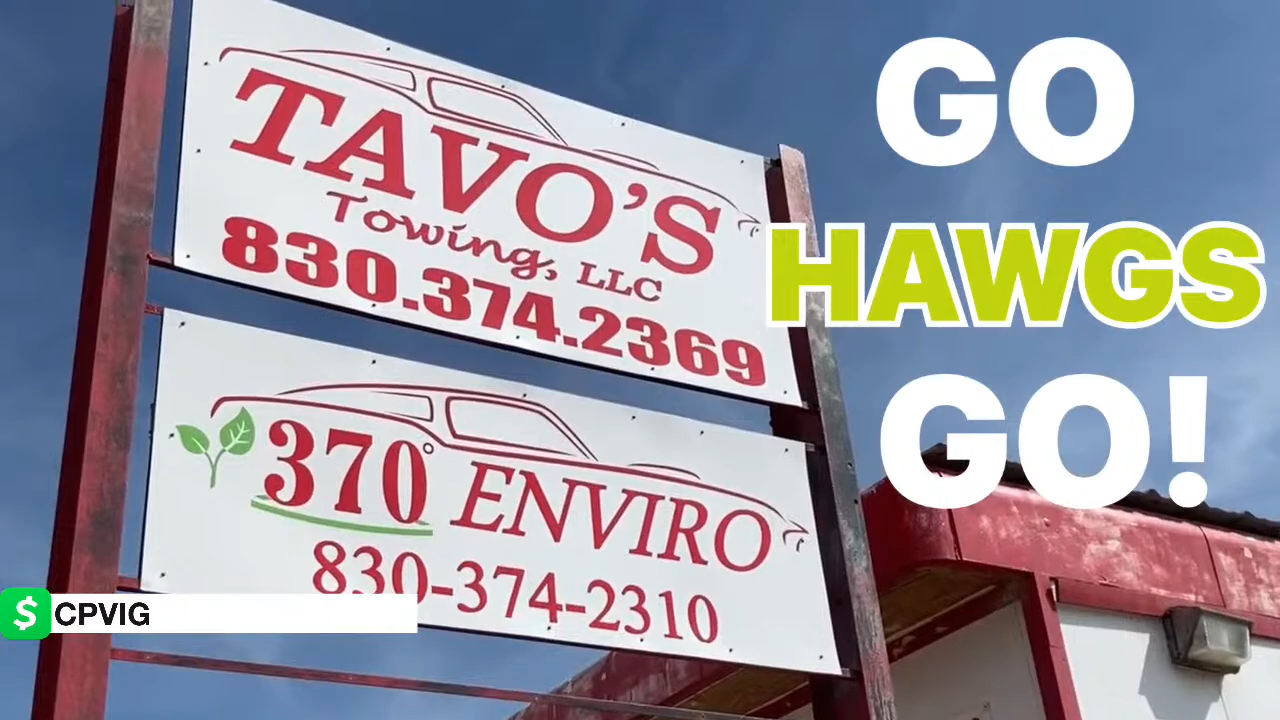 TAVO'S
Towing, LLC
830.374.2369
370° ENVIRO
830-374-2310
GO
HAWGS
GO!
$ CPVIG